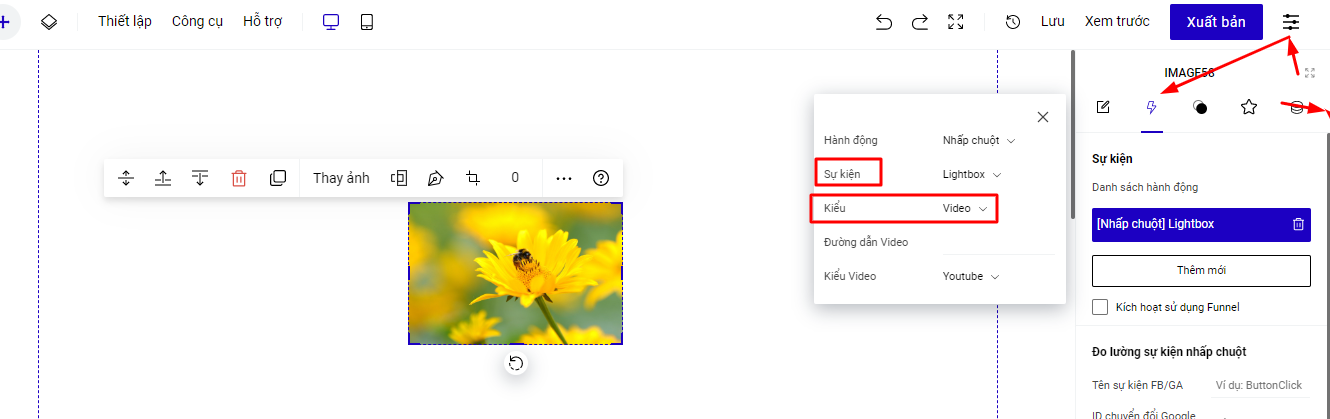 Thiết lập Công cụ Hỗ trợ Lưu Xem trước Xuất bản
IMAGE58
Hành động Nhấp chuột
Sự kiện Lightbox
Kiểu Video
Đường dẫn Video
Kiểu Video Youtube
Thay ảnh 0
Sự kiện
Danh sách hành động
[Nhấp chuột] Lightbox
Thêm mới
Kích hoạt sử dụng Funnel
Đo lường sự kiện nhấp chuột
Tên sự kiện FB/GA Ví dụ: ButtonClick
ID chuyển đổi Google